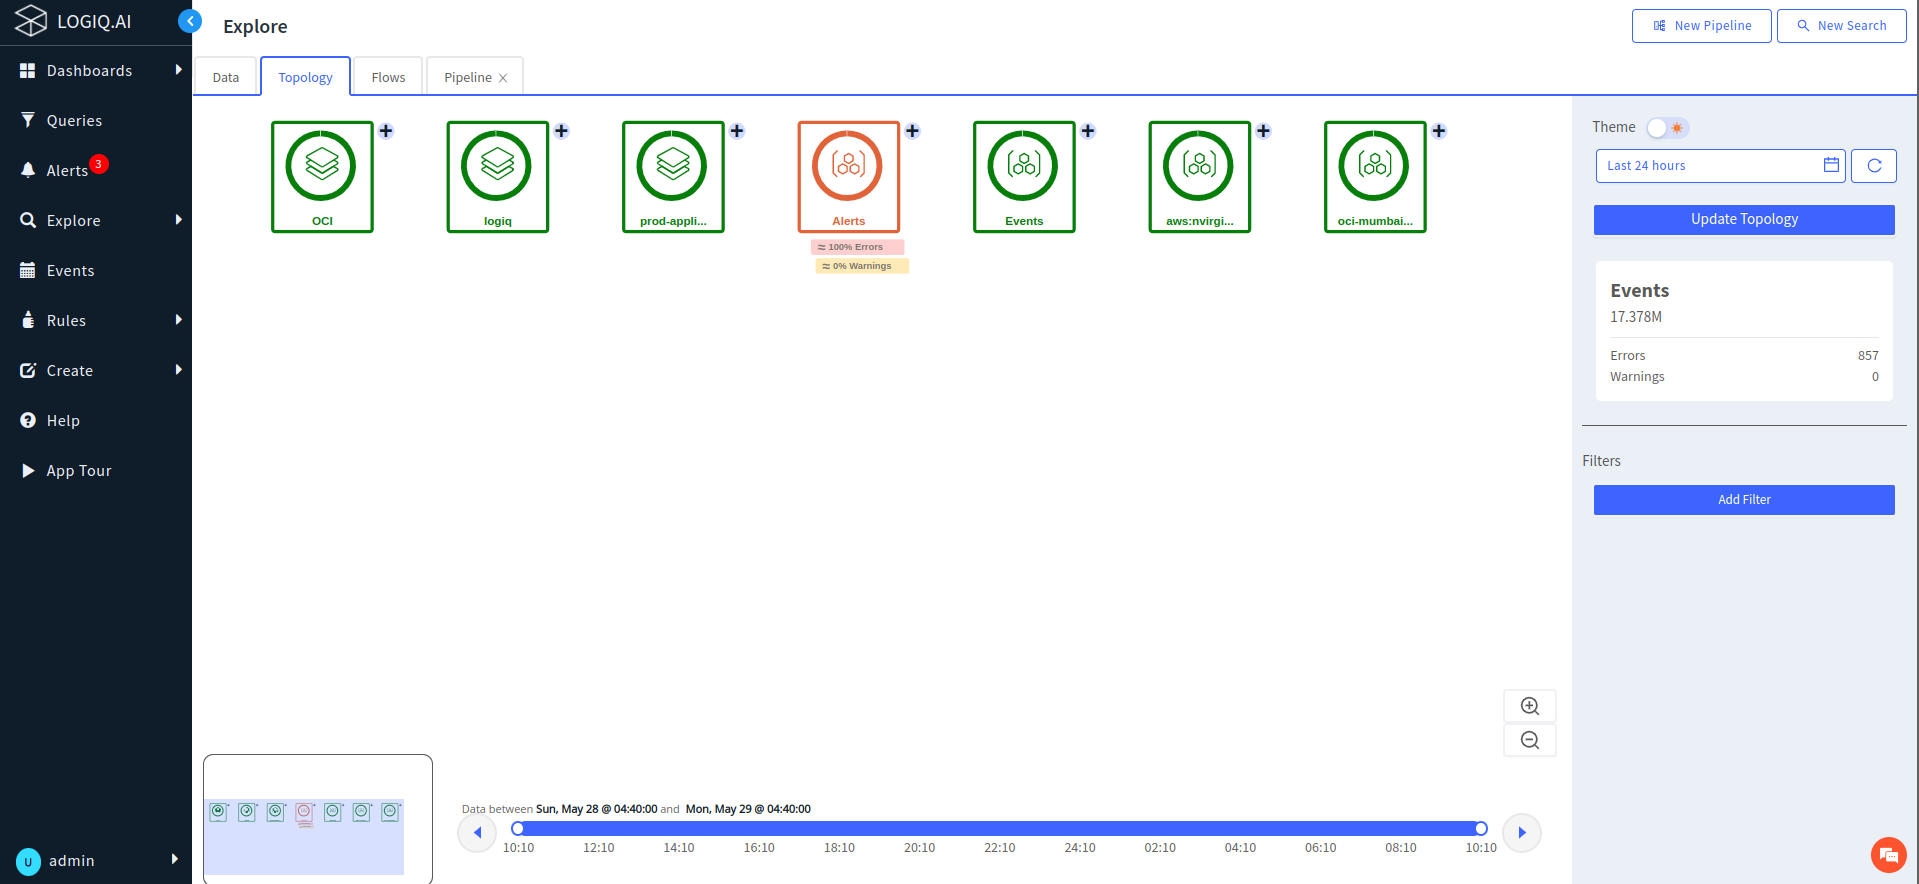 LOGIQ.AI
Dashboards
Queries
Alerts 3
Explore
Events
Rules
Create
Help
App Tour
U admin
Explore
New Pipeline
New Search
Data
Topology
Flows
Pipeline
OCI
logiq
prod-appli...
Alerts
Events
aws:nvirgi...
oci-mumbai...
≈ 100% Errors
≈ 0% Warnings
Theme
Last 24 hours
Update Topology
Events
17.378M
Errors 857
Warnings 0
Filters
Add Filter
Data between Sun, May 28 @ 04:40:00 and Mon, May 29 @ 04:40:00
10:10 12:10 14:10 16:10 18:10 20:10 22:10 24:10 02:10 04:10 06:10 08:10 10:10